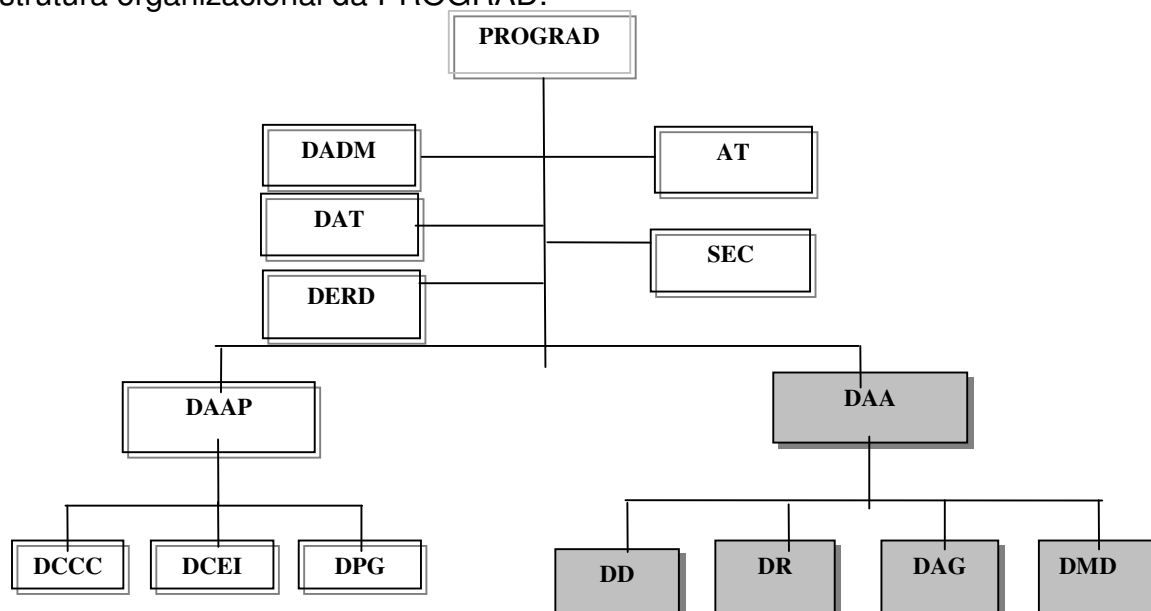 strutura organizacional da PROGRAD:
PROGRAD
DADM
AT
DAT
SEC
DERD
DAAP
DAA
DCCC
DCEI
DPG
DD
DR
DAG
DMD